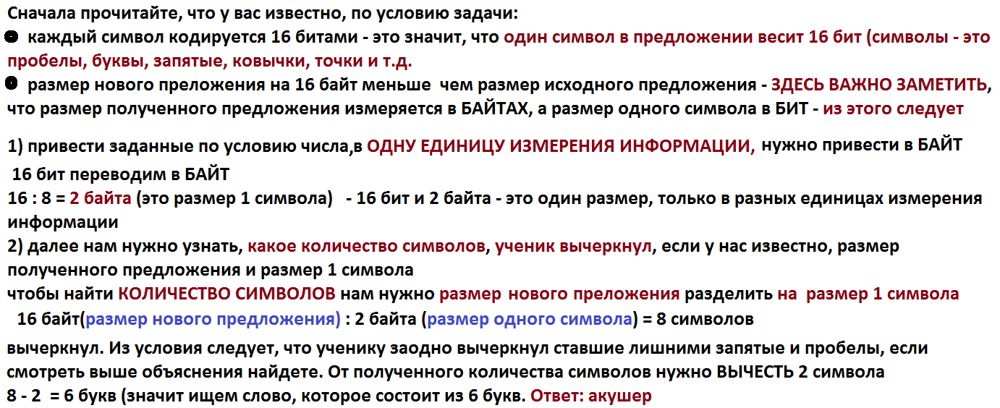 Сначала прочитайте, что у вас известно, по условию задачи:
● каждый символ кодируется 16 битами - это значит, что один символ в предложении весит 16 бит (символы - это
пробелы, буквы, запятые, ковычки, точки и т.д.
● размер нового преложения на 16 байт меньше чем размер исходного предложения - ЗДЕСЬ ВАЖНО ЗАМЕТИТЬ,
что размер полученного предложения измеряется в БАЙТАХ, а размер одного символа в БИТ - из этого следует
1) привести заданные по условию числа,в ОДНУ ЕДИНИЦУ ИЗМЕРЕНИЯ ИНФОРМАЦИИ, нужно привести в БАЙТ
16 бит переводим в БАЙТ
16 : 8 = 2 байта (это размер 1 символа) - 16 бит и 2 байта - это один размер, только в разных единицах измерения
информации
2) далее нам нужно узнать, какое количество символов, ученик вычеркнул, если у нас известно, размер
полученного предложения и размер 1 символа
чтобы найти КОЛИЧЕСТВО СИМВОЛОВ нам нужно размер нового преложения разделить на размер 1 символа
16 байт(размер нового предложения) : 2 байта (размер одного символа) = 8 символов
вычеркнул. Из условия следует, что ученику заодно вычеркнул ставшие лишними запятые и пробелы, если
смотреть выше объяснения найдете. От полученного количества символов нужно ВЫЧЕСТЬ 2 символа
8 - 2 = 6 букв (значит ищем слово, которое состоит из 6 букв. Ответ: акушер